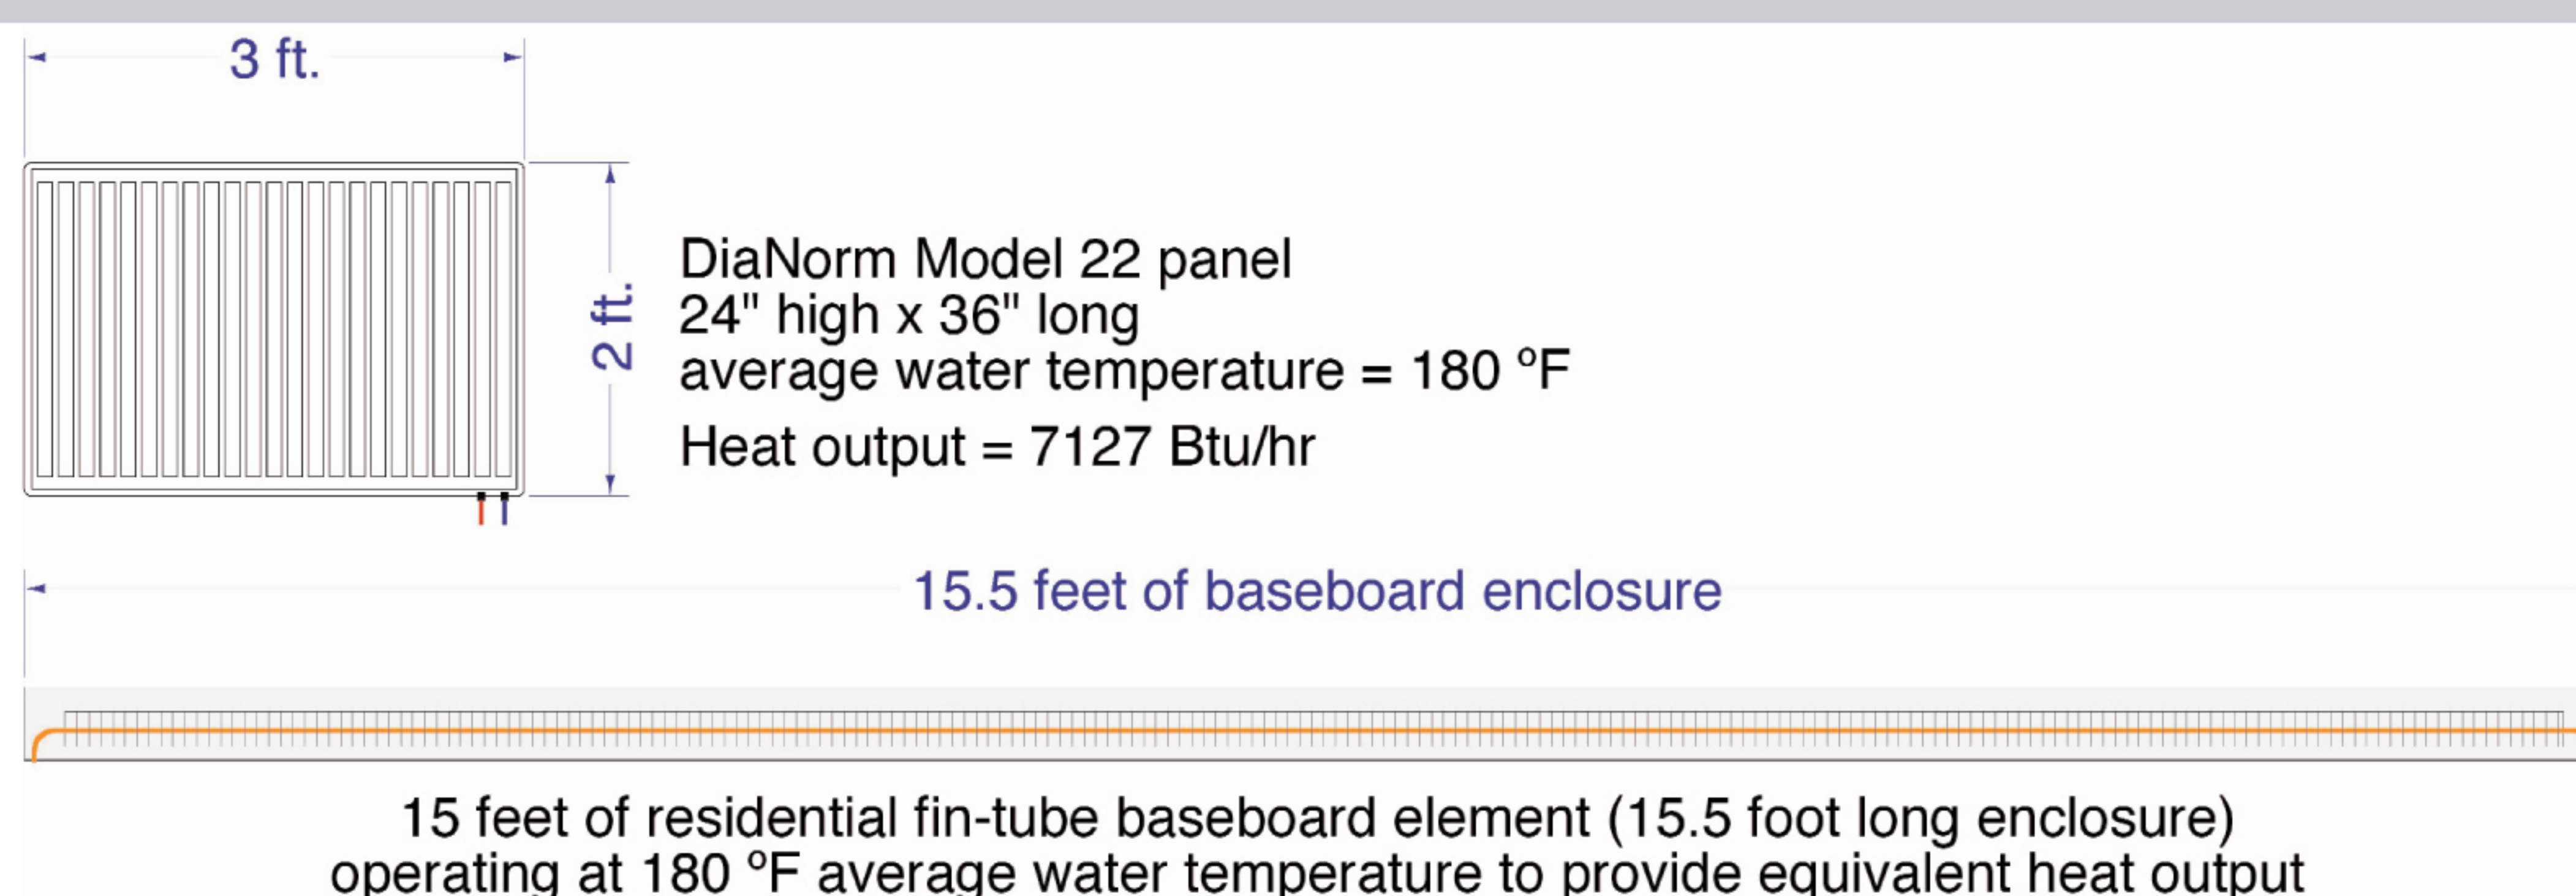 3 ft.
2 ft.
DiaNorm Model 22 panel
24" high x 36" long
average water temperature = 180 ºF
Heat output = 7127 Btu/hr
15.5 feet of baseboard enclosure
15 feet of residential fin-tube baseboard element (15.5 foot long enclosure)
operating at 180 ºF average water temperature to provide equivalent heat output